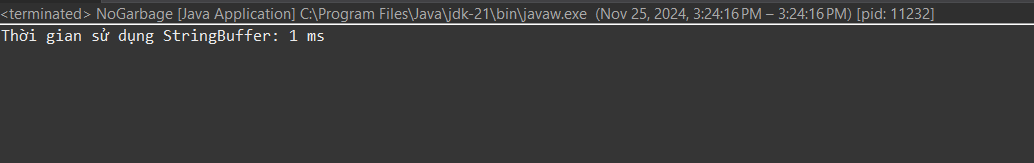 <terminated> NoGarbage [Java Application] C:\Program Files\Java\jdk-21\bin\javaw.exe (Nov 25, 2024, 3:24:16 PM – 3:24:16 PM) [pid: 11232]
Thời gian sử dụng StringBuffer: 1 ms